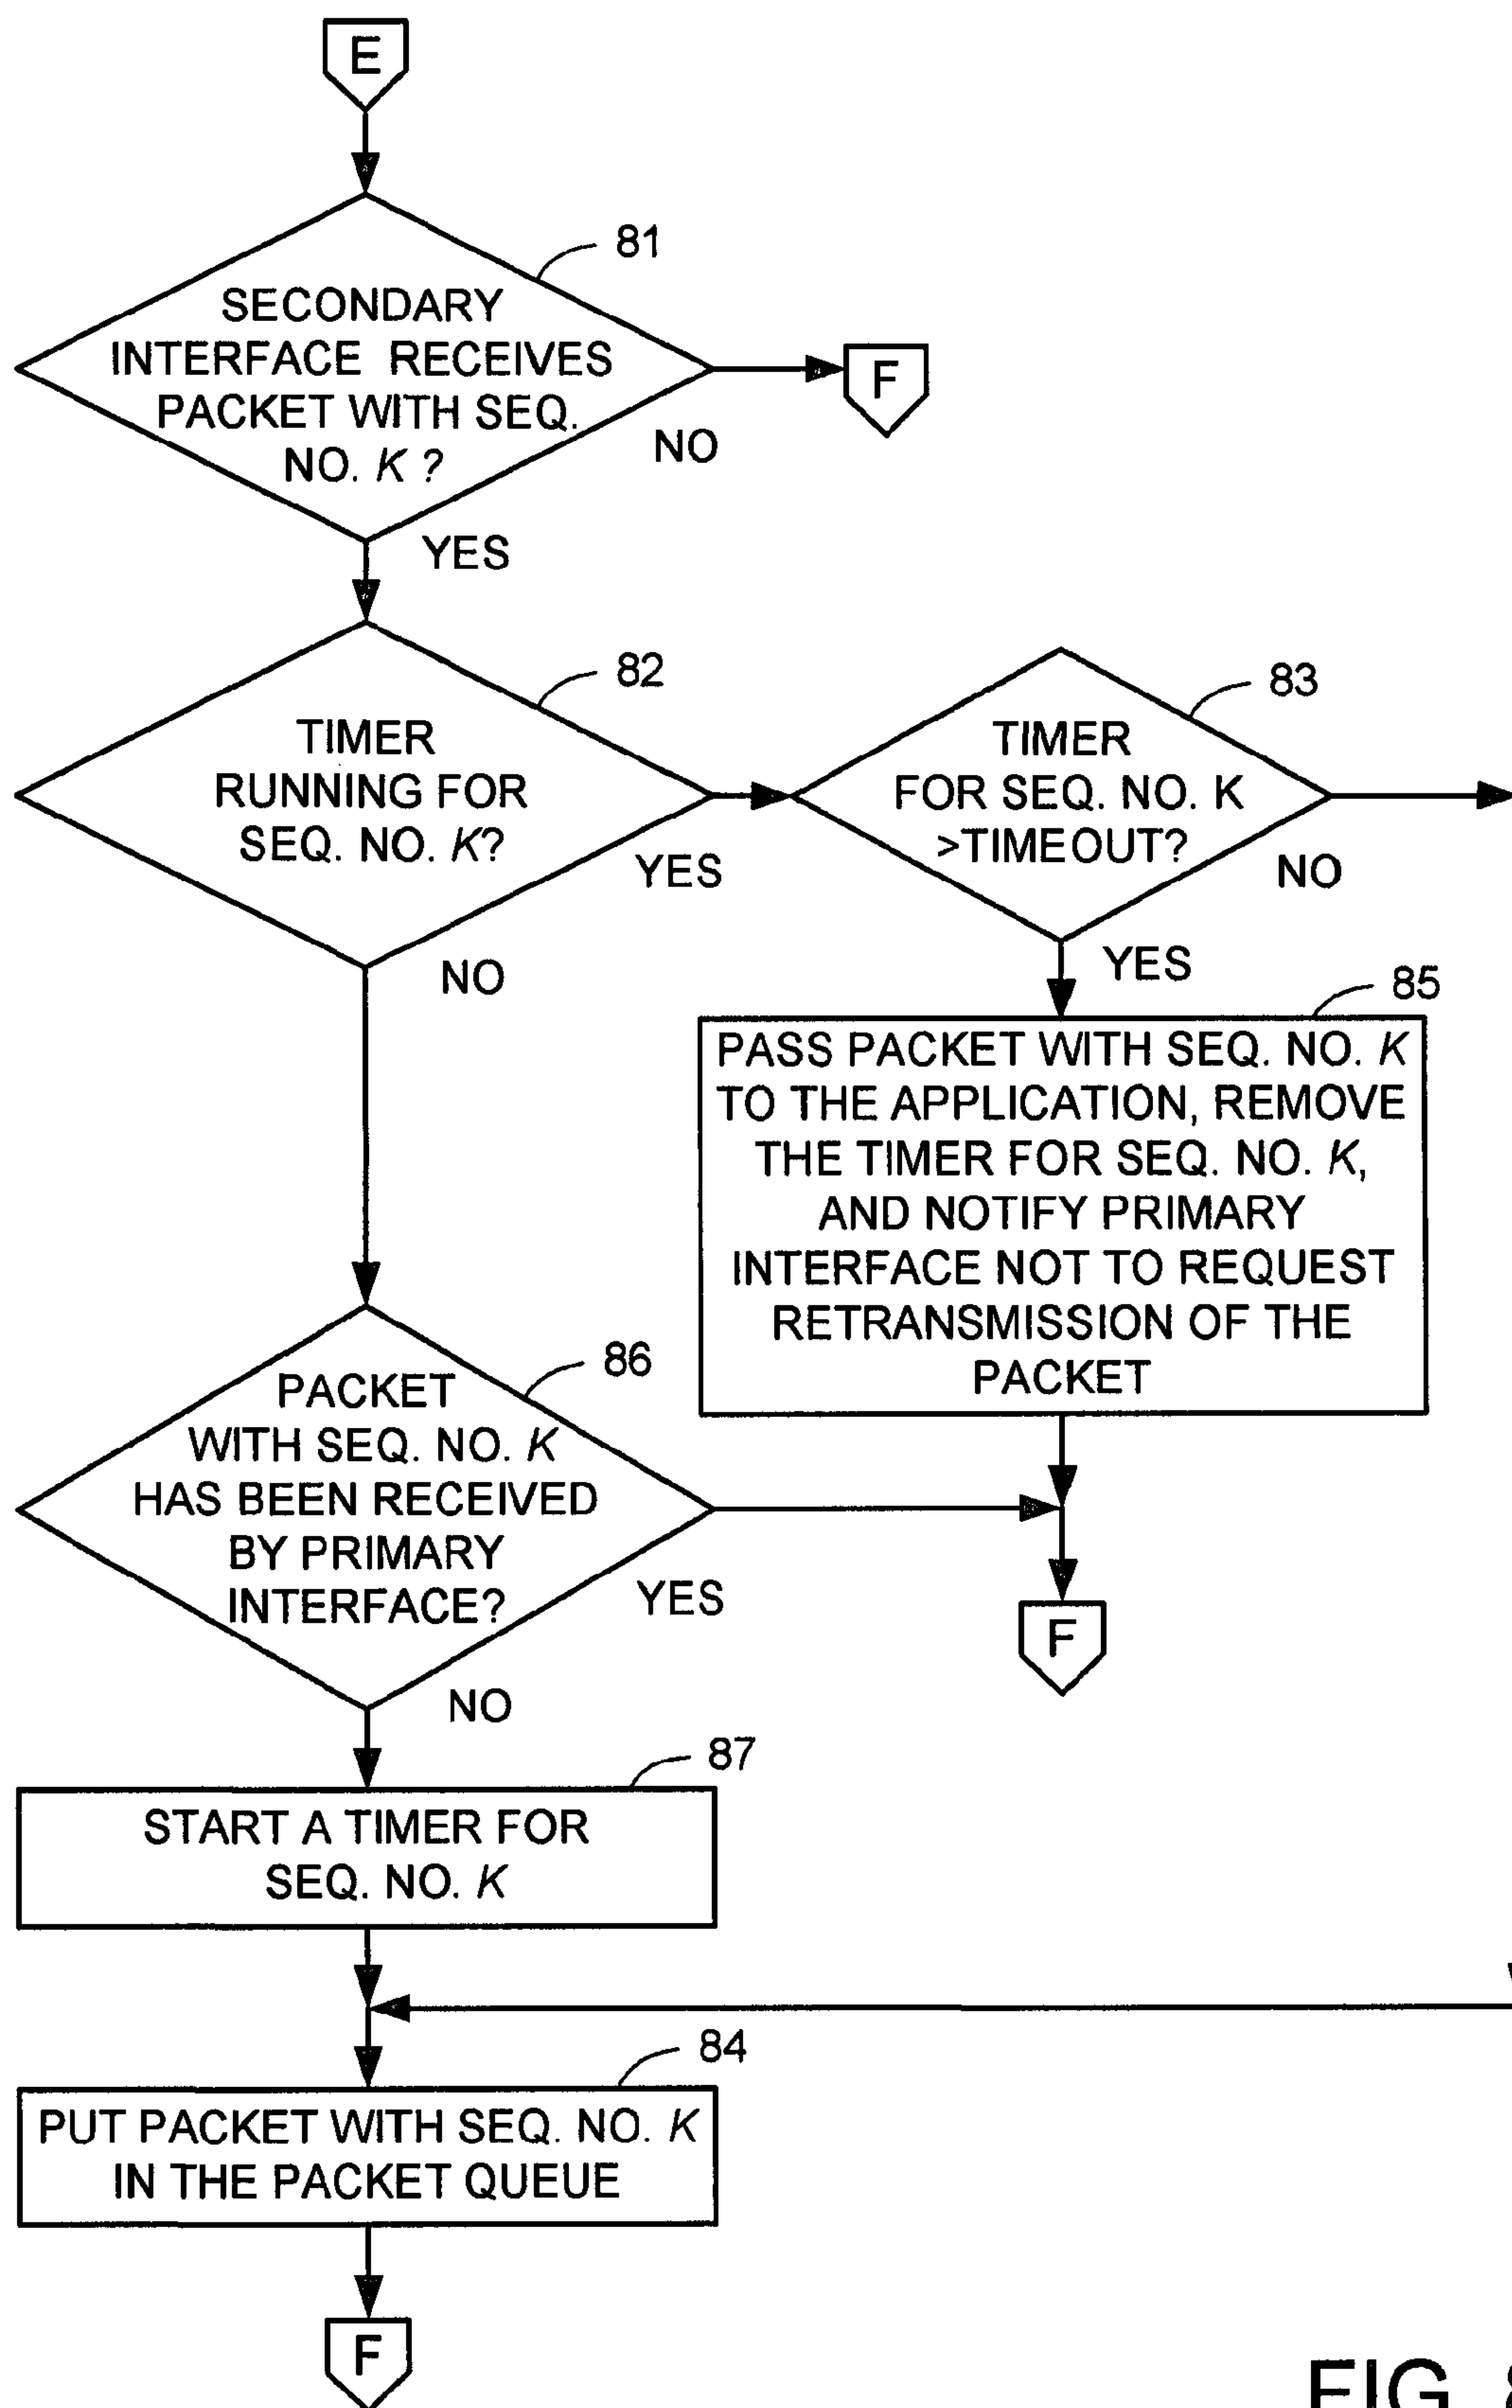 E
81
SECONDARY
INTERFACE RECEIVES
PACKET WITH SEQ.
NO. K ?
F
NO
YES
82
TIMER
RUNNING FOR
SEQ. NO. K?
YES
NO
83
TIMER
FOR SEQ. NO. K
>TIMEOUT?
NO
YES
85
PASS PACKET WITH SEQ. NO. K
TO THE APPLICATION, REMOVE
THE TIMER FOR SEQ. NO. K,
AND NOTIFY PRIMARY
INTERFACE NOT TO REQUEST
RETRANSMISSION OF THE
PACKET
86
PACKET
WITH SEQ. NO. K
HAS BEEN RECEIVED
BY PRIMARY
INTERFACE?
YES
F
NO
87
START A TIMER FOR
SEQ. NO. K
84
PUT PACKET WITH SEQ. NO. K
IN THE PACKET QUEUE
F
FIG.